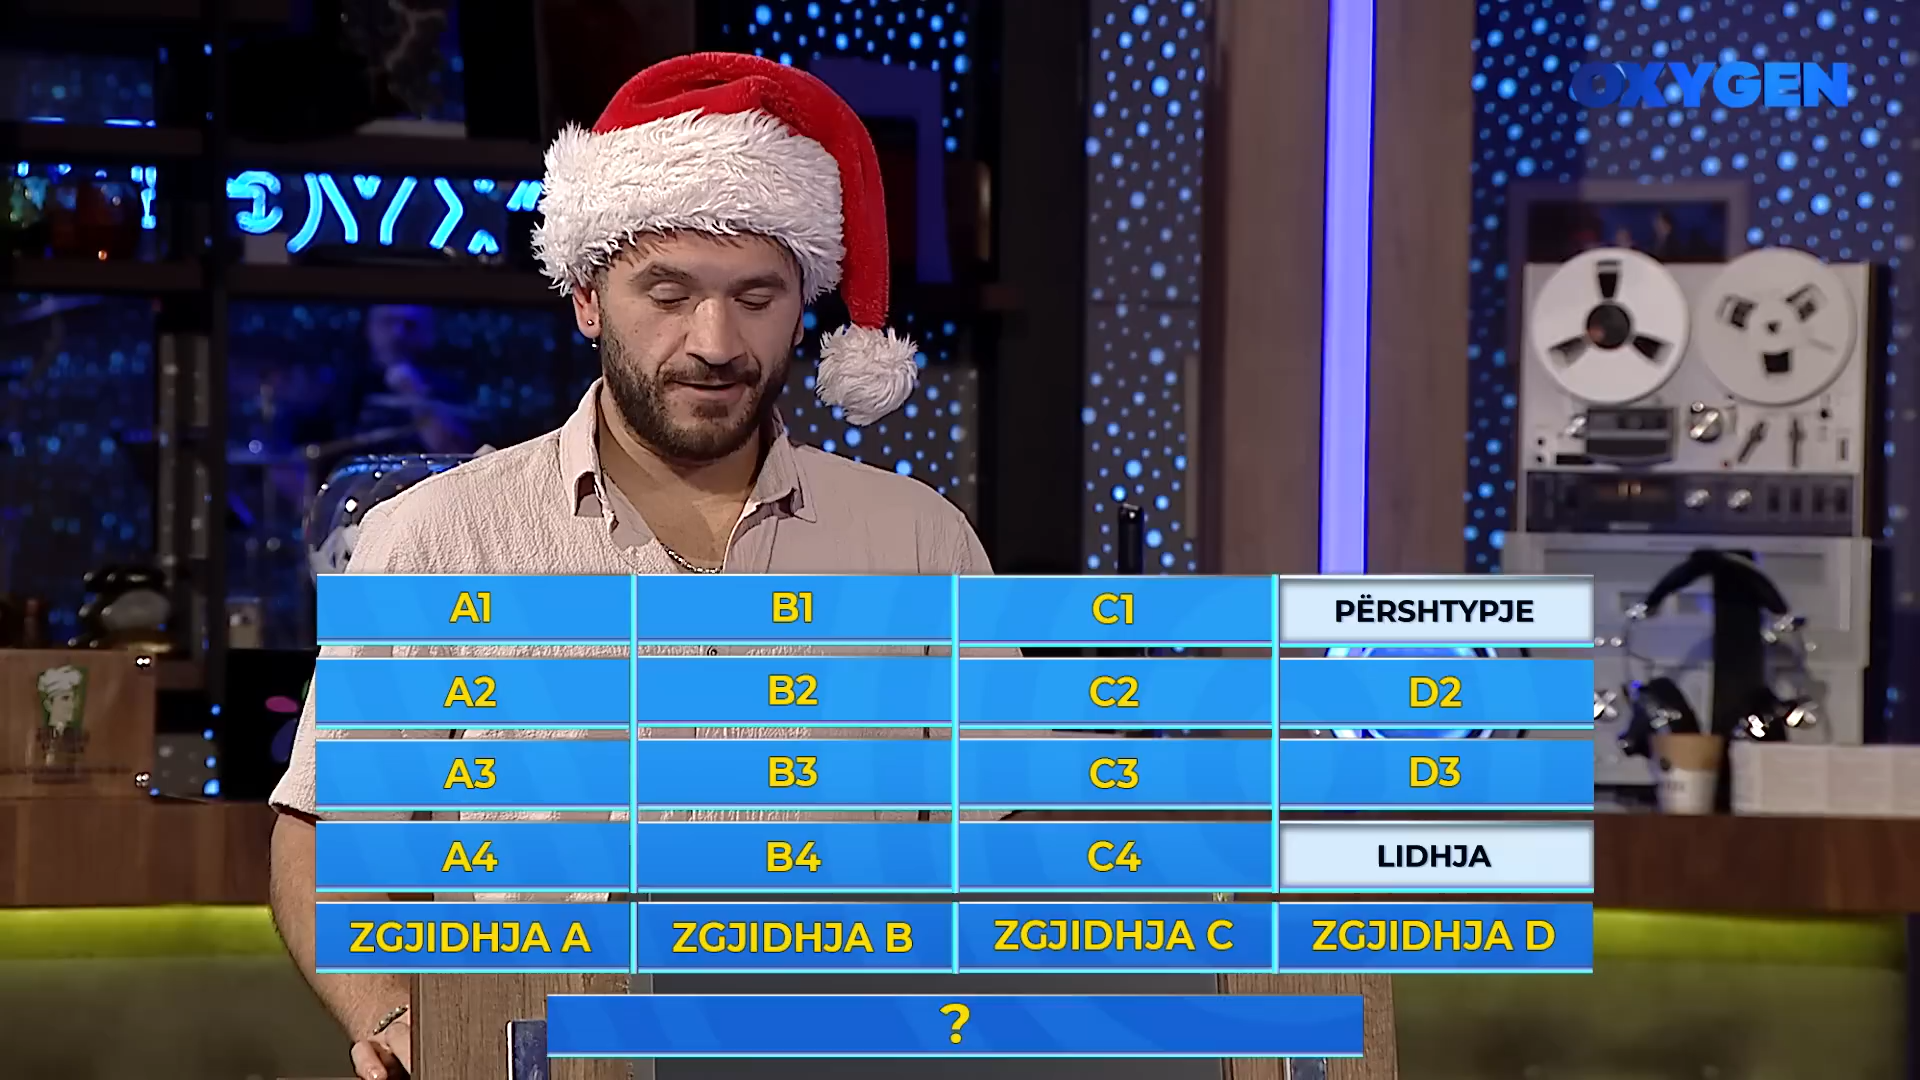 OXYGEN
A1 B1 C1 PËRSHTYPJE
A2 B2 C2 D2
A3 B3 C3 D3
A4 B4 C4 LIDHJA
ZGJIDHJA A ZGJIDHJA B ZGJIDHJA C ZGJIDHJA D
?